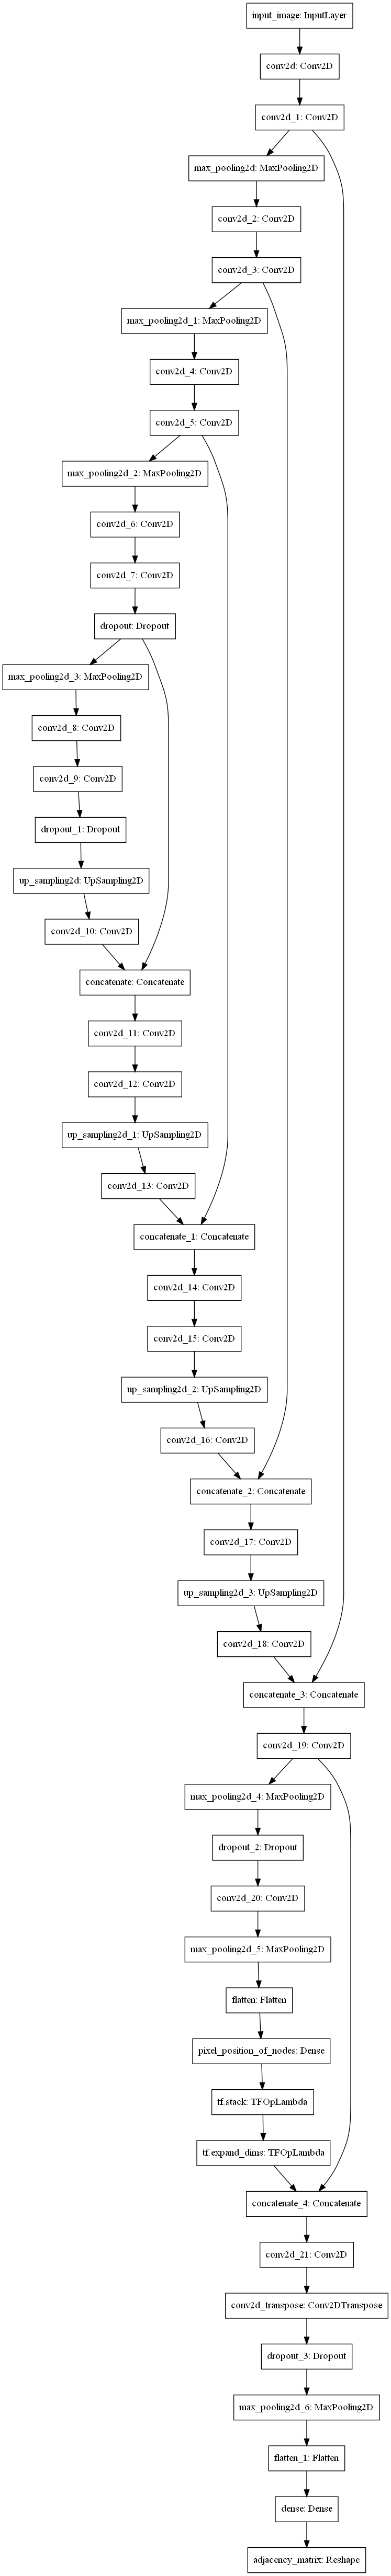 input_image: InputLayer
conv2d: Conv2D
conv2d_1: Conv2D
max_pooling2d: MaxPooling2D
conv2d_2: Conv2D
conv2d_3: Conv2D
max_pooling2d_1: MaxPooling2D
conv2d_4: Conv2D
conv2d_5: Conv2D
max_pooling2d_2: MaxPooling2D
conv2d_6: Conv2D
conv2d_7: Conv2D
dropout: Dropout
max_pooling2d_3: MaxPooling2D
conv2d_8: Conv2D
conv2d_9: Conv2D
dropout_1: Dropout
up_sampling2d: UpSampling2D
conv2d_10: Conv2D
concatenate: Concatenate
conv2d_11: Conv2D
conv2d_12: Conv2D
up_sampling2d_1: UpSampling2D
conv2d_13: Conv2D
concatenate_1: Concatenate
conv2d_14: Conv2D
conv2d_15: Conv2D
up_sampling2d_2: UpSampling2D
conv2d_16: Conv2D
concatenate_2: Concatenate
conv2d_17: Conv2D
up_sampling2d_3: UpSampling2D
conv2d_18: Conv2D
concatenate_3: Concatenate
conv2d_19: Conv2D
max_pooling2d_4: MaxPooling2D
dropout_2: Dropout
conv2d_20: Conv2D
max_pooling2d_5: MaxPooling2D
flatten: Flatten
pixel_position_of_nodes: Dense
tf.stack: TFOpLambda
tf.expand_dims: TFOpLambda
concatenate_4: Concatenate
conv2d_21: Conv2D
conv2d_transpose: Conv2DTranspose
dropout_3: Dropout
max_pooling2d_6: MaxPooling2D
flatten_1: Flatten
dense: Dense
adjacency_matrix: Reshape